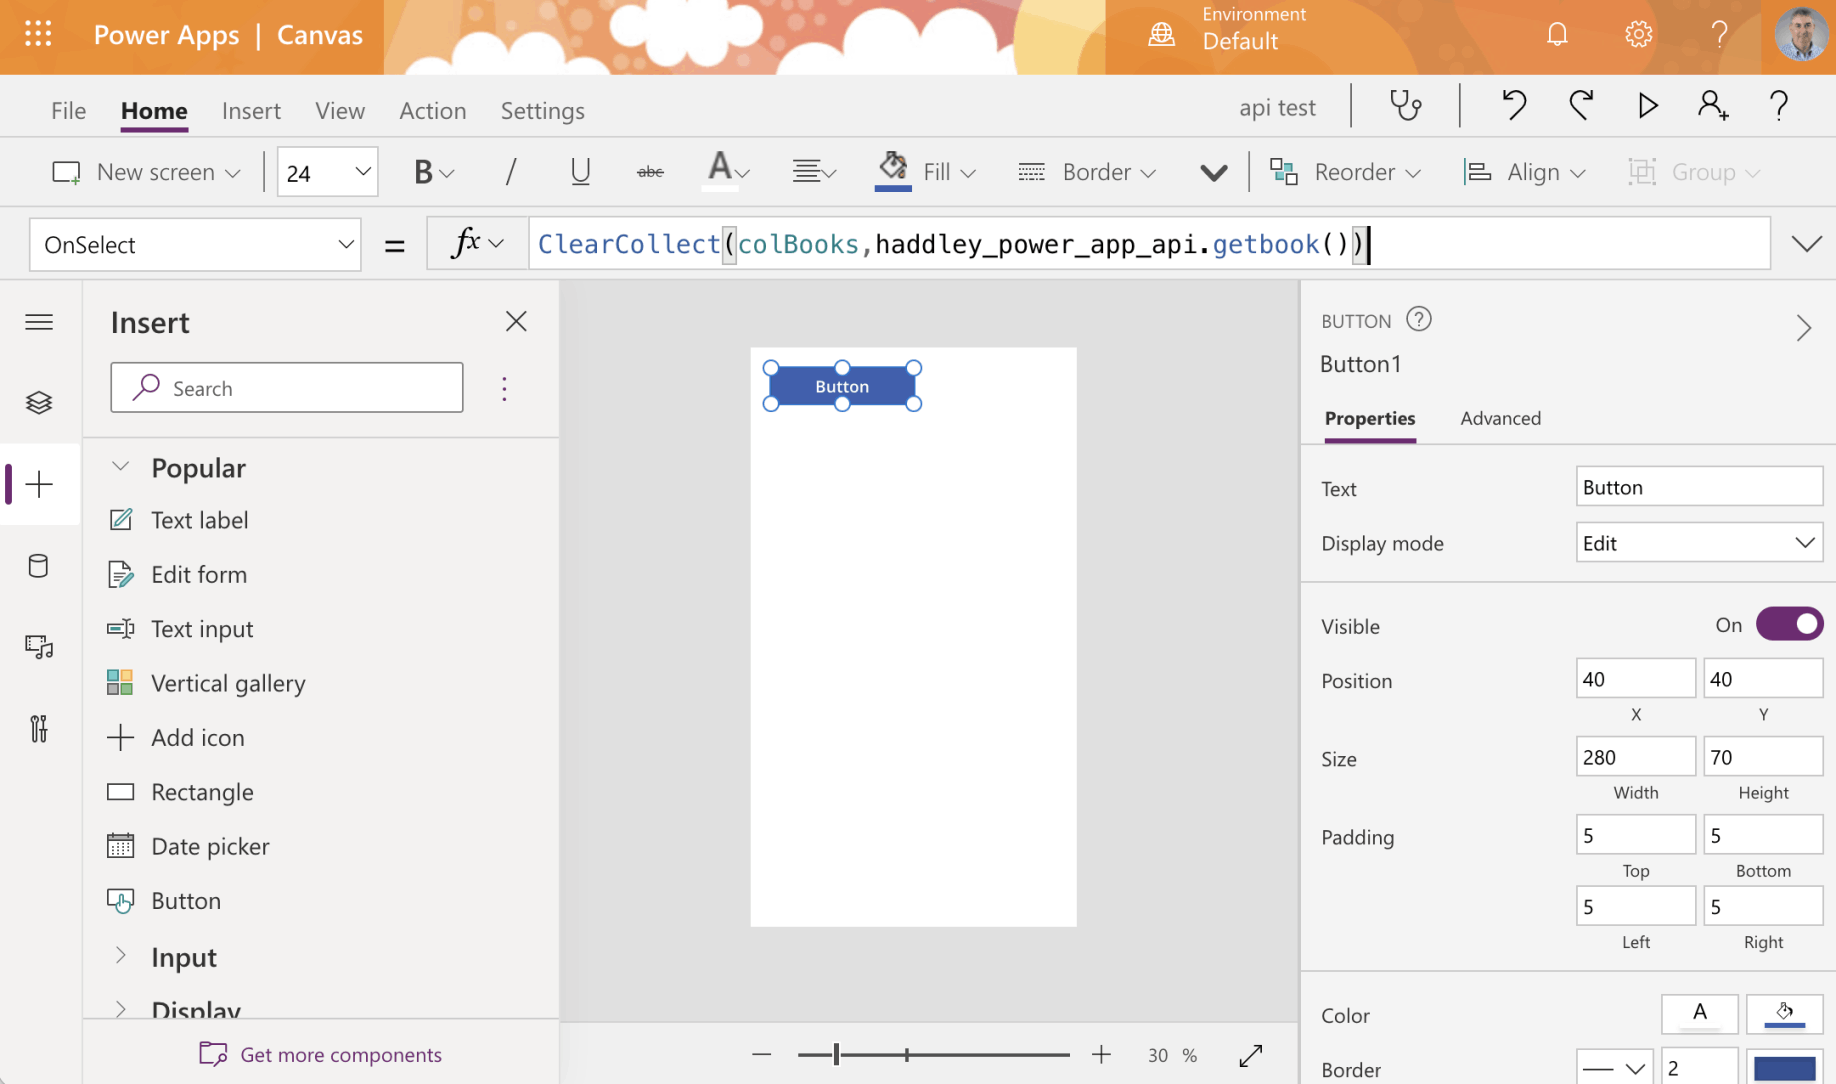 Power Apps | Canvas
Environment
Default
?
File Home Insert View Action Settings
api test
?
New screen
24
B
/
U
abc
A
Fill
Border
Reorder
Align
Group
OnSelect
=
fx
ClearCollect(colBooks,haddley_power_app_api.getbook())
Insert
Search
Popular
Text label
Edit form
Text input
Vertical gallery
Add icon
Rectangle
Date picker
Button
Input
Display
Get more components
Button
30 %
BUTTON ?
Button1
Properties Advanced
Text Button
Display mode Edit
Visible On
Position 40 40
X Y
Size 280 70
Width Height
Padding 5 5
Top Bottom
5 5
Left Right
Color A
Border 2